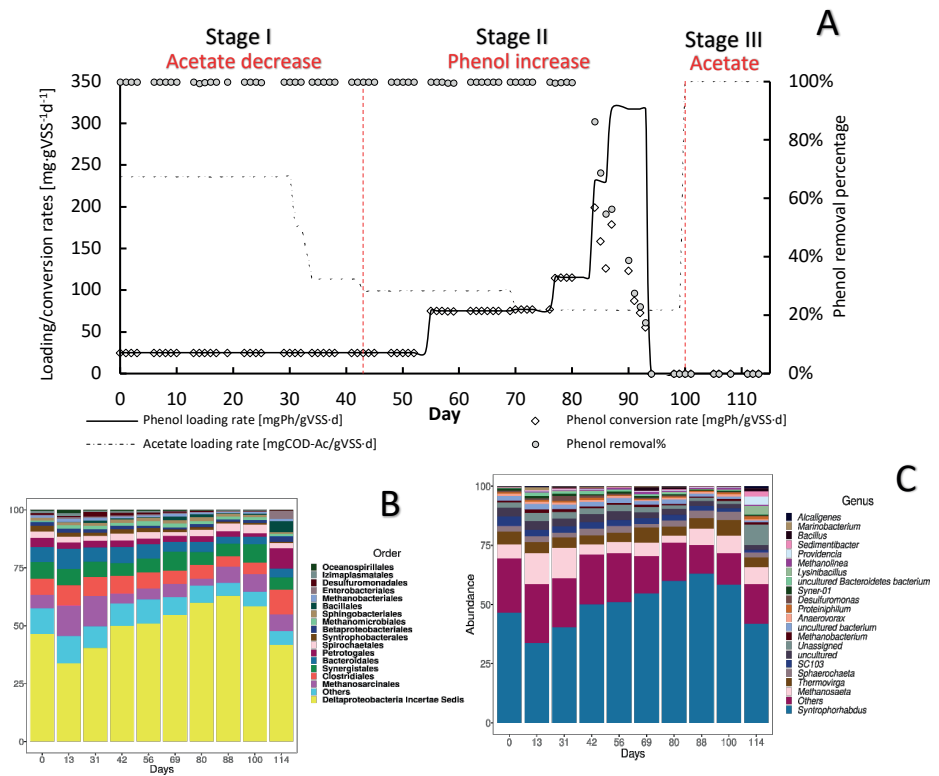 A
Stage I
Acetate decrease
Stage II
Phenol increase
Stage III
Acetate
Loading/conversion rates [mg·gVSS⁻¹d⁻¹]
350
300
250
200
150
100
50
0
100%
80%
60%
40%
20%
0%
Phenol removal percentage
0 10 20 30 40 50 60 70 80 90 100 110
Day
Phenol loading rate [mgPh/gVSS·d]
Phenol conversion rate [mgPh/gVSS·d)
Acetate loading rate [mgCOD-Ac/gVSS·d)
Phenol removal%
B
100
75
50
25
0
0 13 31 42 56 69 80 88 100 114
Days
Order
Oceanospirillales
Izimaplasmatales
Desulfuromonadales
Enterobacteriales
Methanobacteriales
Bacillales
Sphingobacteriales
Methanomicrobiales
Betaproteobacteriales
Syntrophobacterales
Spirochaetales
Petrotogales
Bacteroidales
Synergistales
Clostridiales
Methanosarcinales
Others
Deltaproteobacteria Incertae Sedis
C
Abundance
100
75
50
25
0
0 13 31 42 56 69 80 88 100 114
Days
Genus
Alcaligenes
Marinobacterium
Bacillus
Sedimentibacter
Providencia
Methanolinea
Lysinibacillus
uncultured Bacteroidetes bacterium
Syner-01
Desulfuromonas
Proteiniphilum
Anaerovorax
uncultured bacterium
Methanobacterium
Unassigned
uncultured
SC103
Sphaerochaeta
Thermovirga
Methanosaeta
Others
Syntrophorhabdus